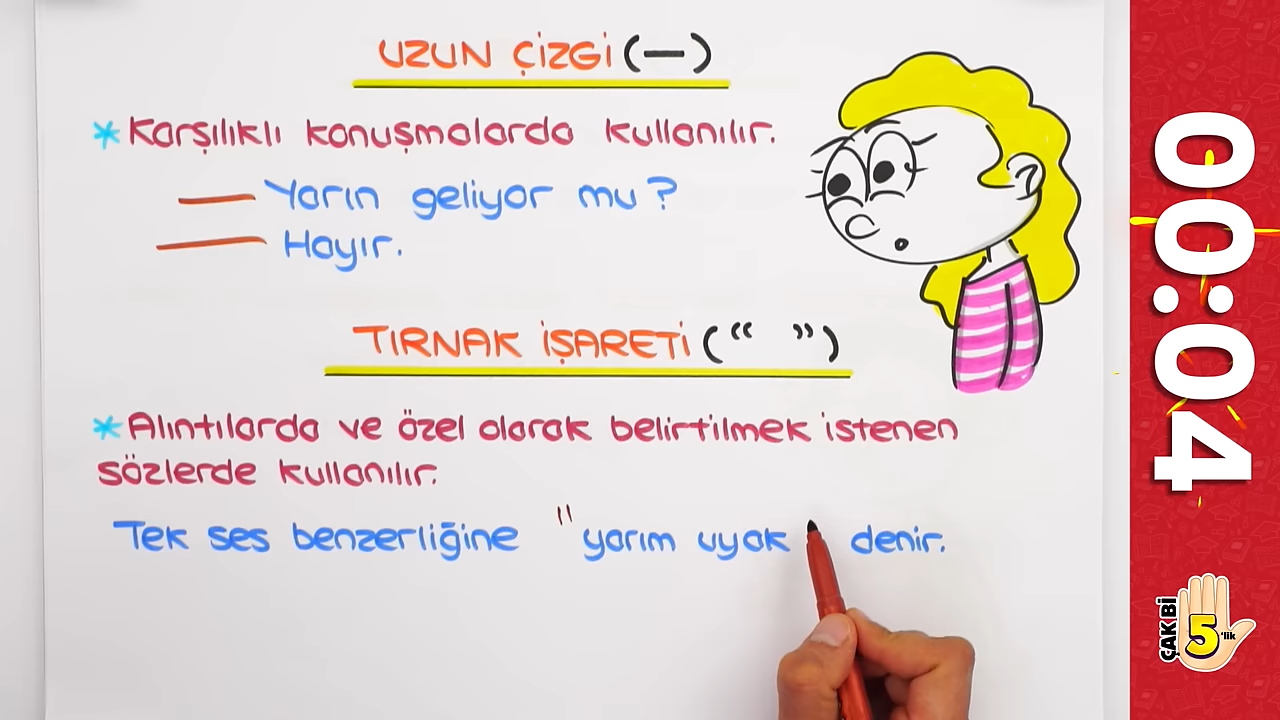 UZUN ÇİZGİ (—)
*Karşılıklı konuşmalarda kullanılır.
— Yarın geliyor mu?
— Hayır.
TIRNAK İŞARETİ (“ ”)
*Alıntılarda ve özel olarak belirtilmek istenen
sözlerde kullanılır.
Tek ses benzerliğine "yarım uyak denir.
00:04
ÇAK Bİ 5'lik